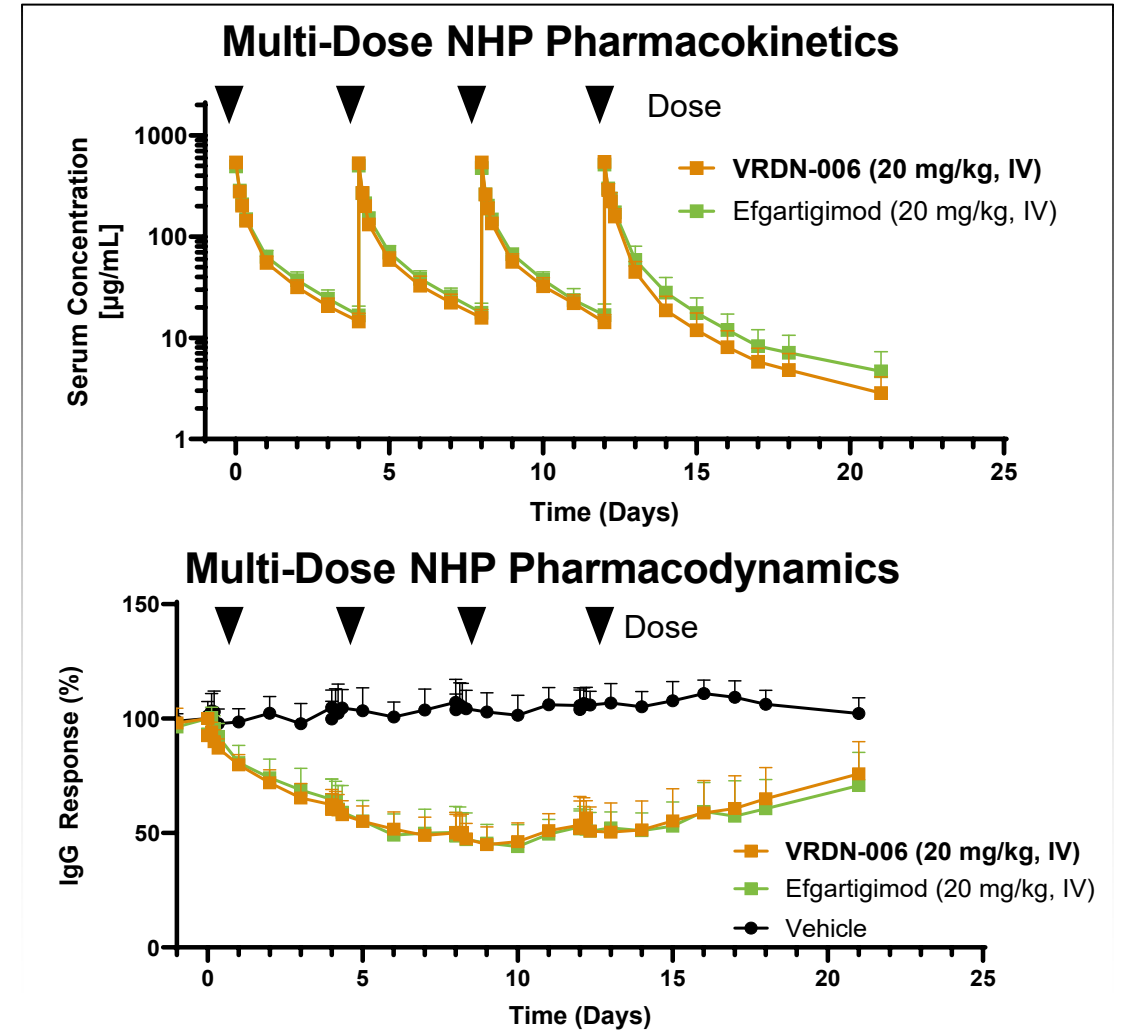 Multi-Dose NHP Pharmacokinetics
Dose
1000
100
10
1
Serum Concentration
[µg/mL]
VRDN-006 (20 mg/kg, IV)
Efgartigimod (20 mg/kg, IV)
0 5 10 15 20 25
Time (Days)
Multi-Dose NHP Pharmacodynamics
Dose
150
100
50
0
IgG Response (%)
VRDN-006 (20 mg/kg, IV)
Efgartigimod (20 mg/kg, IV)
Vehicle
0 5 10 15 20 25
Time (Days)